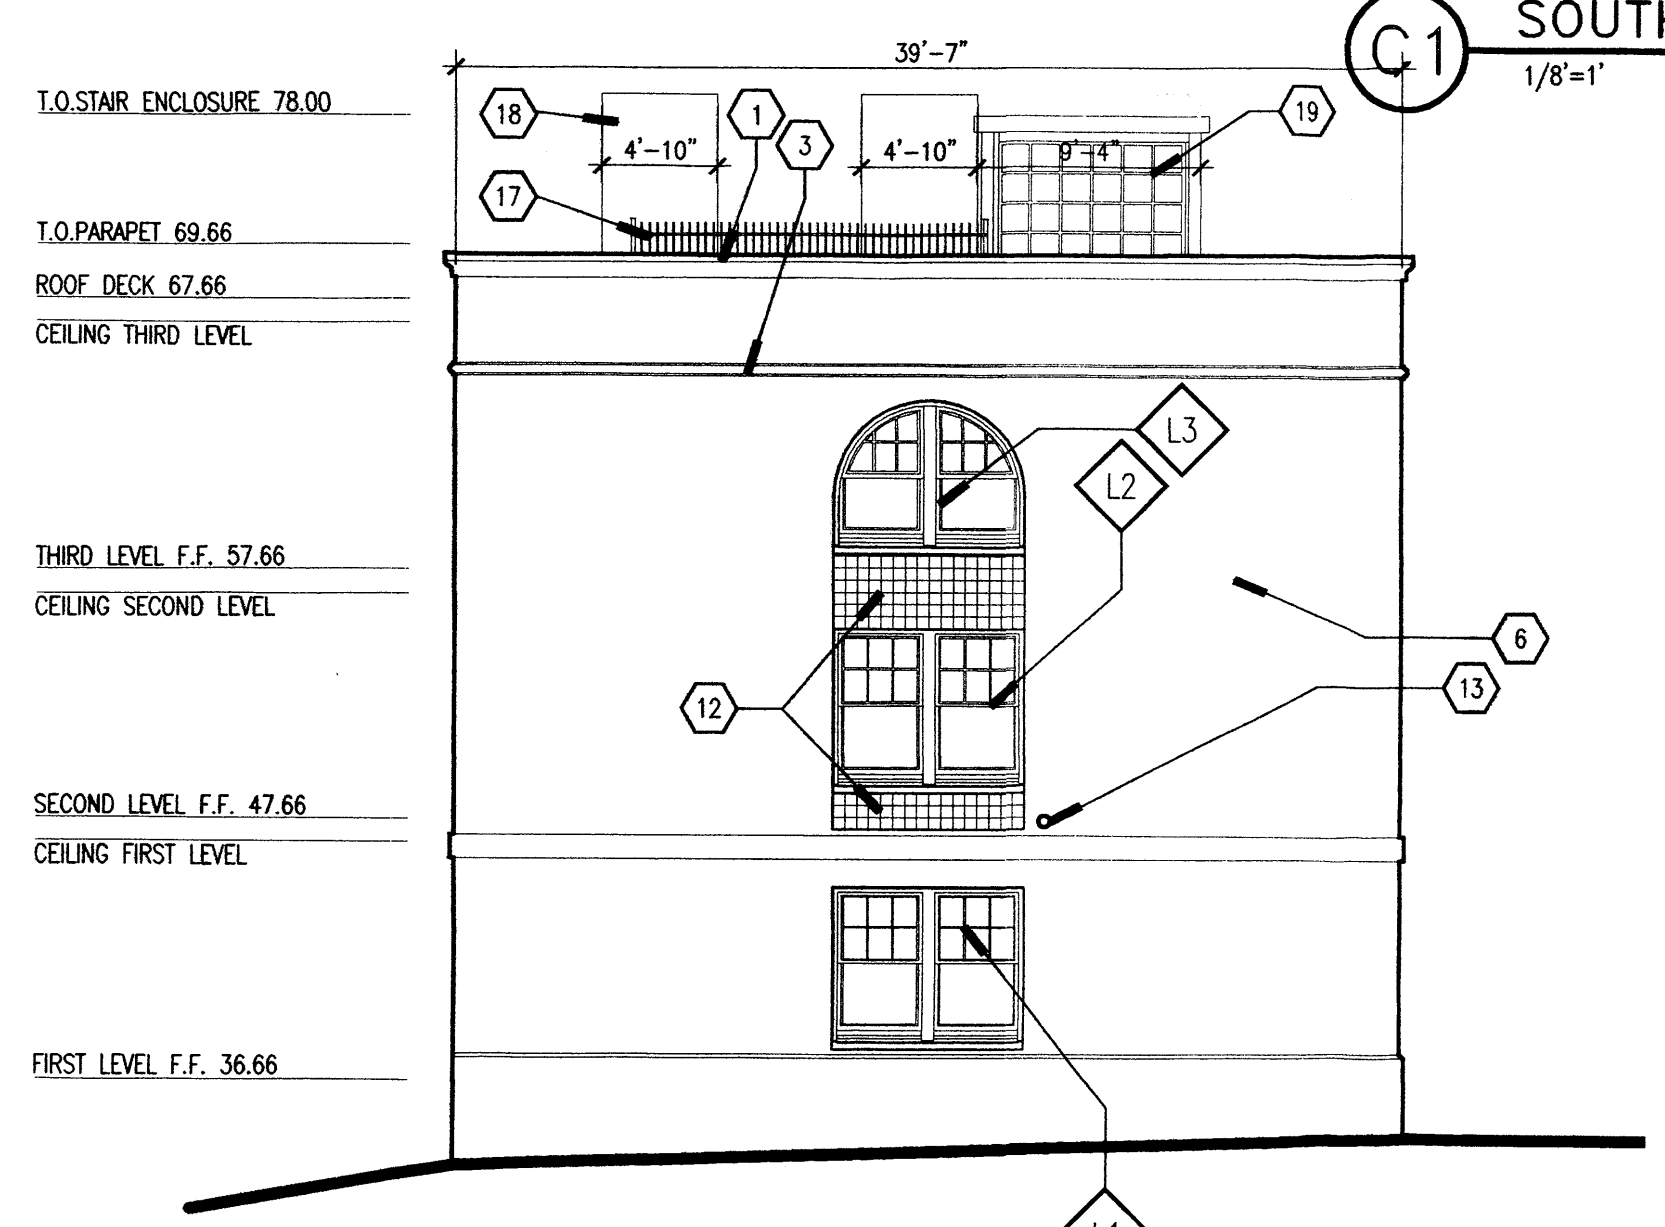 SOUTH
C1
1/8'=1'
39'-7"
T.O.STAIR ENCLOSURE 78.00
18
1
3
19
4'-10"
4'-10"
9'-4"
17
T.O.PARAPET 69.66
ROOF DECK 67.66
CEILING THIRD LEVEL
L3
L2
THIRD LEVEL F.F. 57.66
CEILING SECOND LEVEL
6
13
12
SECOND LEVEL F.F. 47.66
CEILING FIRST LEVEL
FIRST LEVEL F.F. 36.66